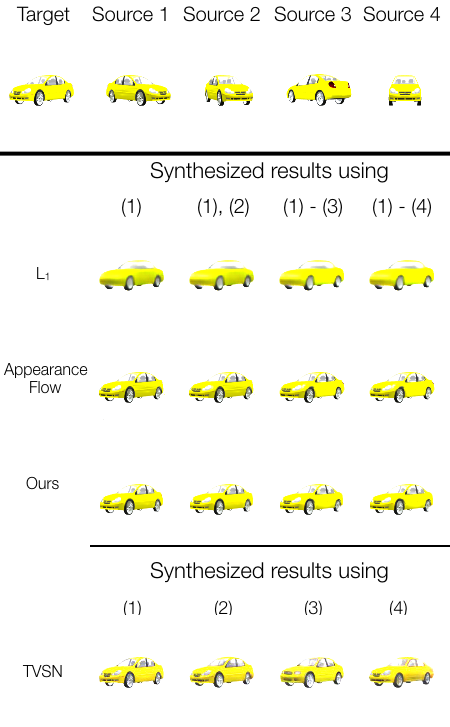 Target Source 1 Source 2 Source 3 Source 4
Synthesized results using
(1) (1), (2) (1) - (3) (1) - (4)
L₁
Appearance
Flow
Ours
Synthesized results using
(1) (2) (3) (4)
TVSN